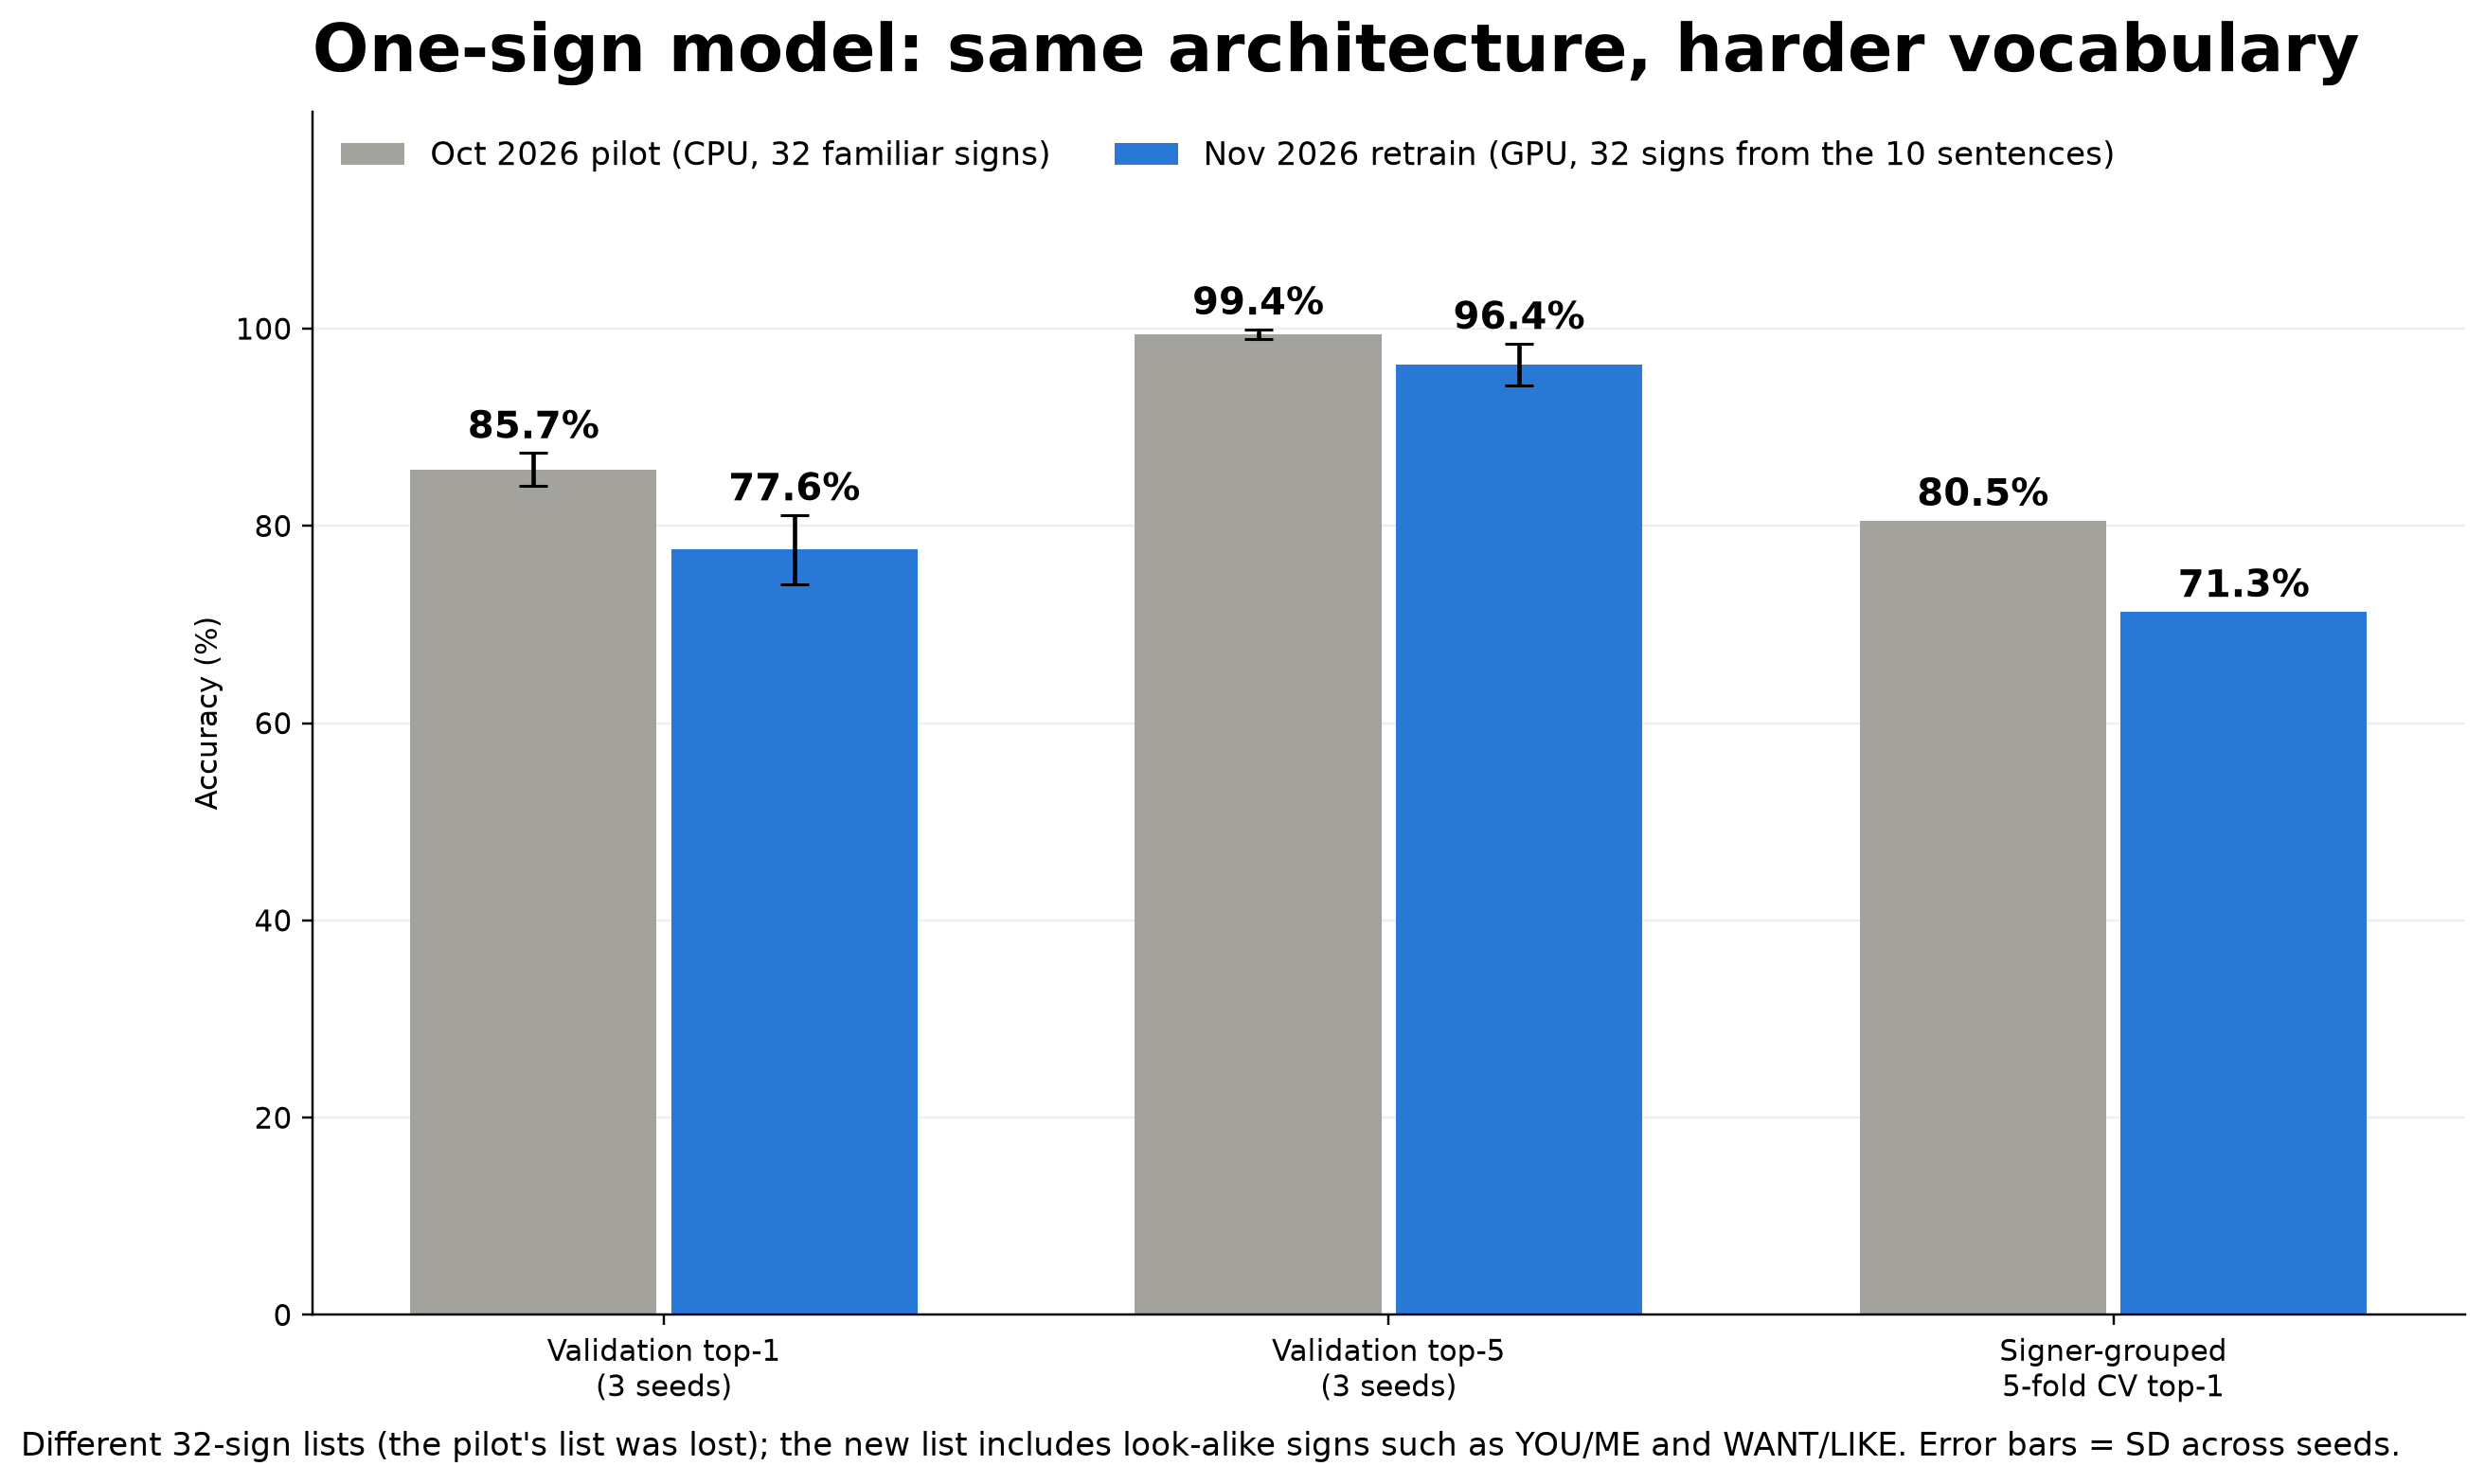 One-sign model: same architecture, harder vocabulary
Oct 2026 pilot (CPU, 32 familiar signs)
Nov 2026 retrain (GPU, 32 signs from the 10 sentences)
99.4%
96.4%
85.7%
77.6%
80.5%
71.3%
Accuracy (%)
100
80
60
40
20
0
Validation top-1
(3 seeds)
Validation top-5
(3 seeds)
Signer-grouped
5-fold CV top-1
Different 32-sign lists (the pilot's list was lost); the new list includes look-alike signs such as YOU/ME and WANT/LIKE. Error bars = SD across seeds.